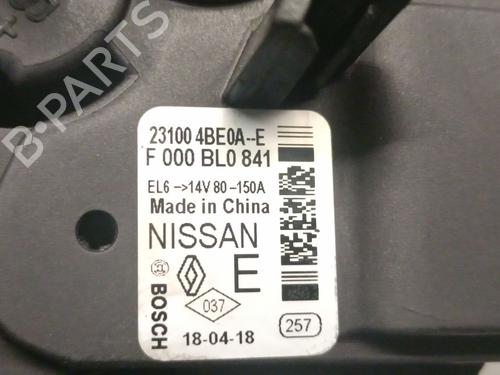 B-PARTS
23100 4BE0A--E
F 000 BL0 841
EL6 ->14V 80-150A
Made in China
NISSAN
E
BOSCH
037
18-04-18
257